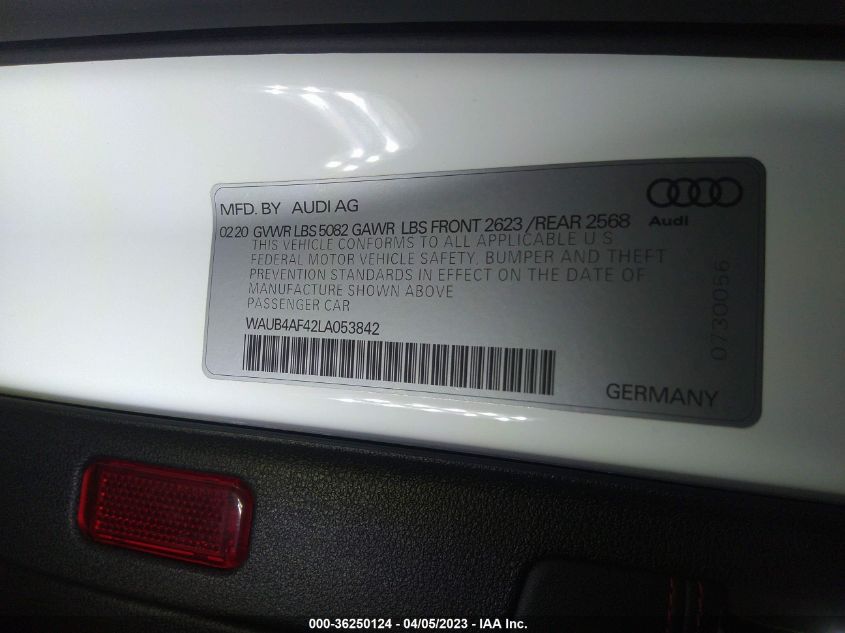 MFD. BY AUDI AG
Audi
02 20 GVWR LBS 5082 GAWR LBS FRONT 2623 /REAR 2568
THIS VEHICLE CONFORMS TO ALL APPLICABLE U S
FEDERAL MOTOR VEHICLE SAFETY, BUMPER AND THEFT
PREVENTION STANDARDS IN EFFECT ON THE DATE OF
MANUFACTURE SHOWN ABOVE
PASSENGER CAR
WAUB4AF42LA053842
0730056
GERMANY
000-36250124 - 04/05/2023 - IAA Inc.